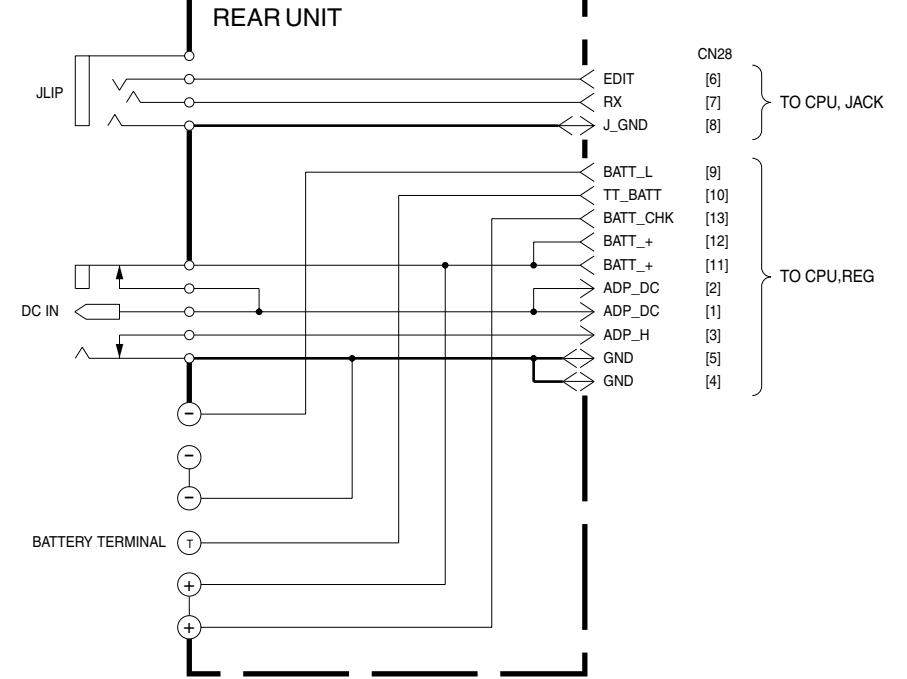 REAR UNIT
CN28
JLIP
EDIT [6]
RX [7]
J_GND [8]
TO CPU, JACK
BATT_L [9]
TT_BATT [10]
BATT_CHK [13]
BATT_+ [12]
BATT_+ [11]
ADP_DC [2]
DC IN
ADP_DC [1]
ADP_H [3]
GND [5]
GND [4]
TO CPU,REG
−
−
−
BATTERY TERMINAL T
+
+